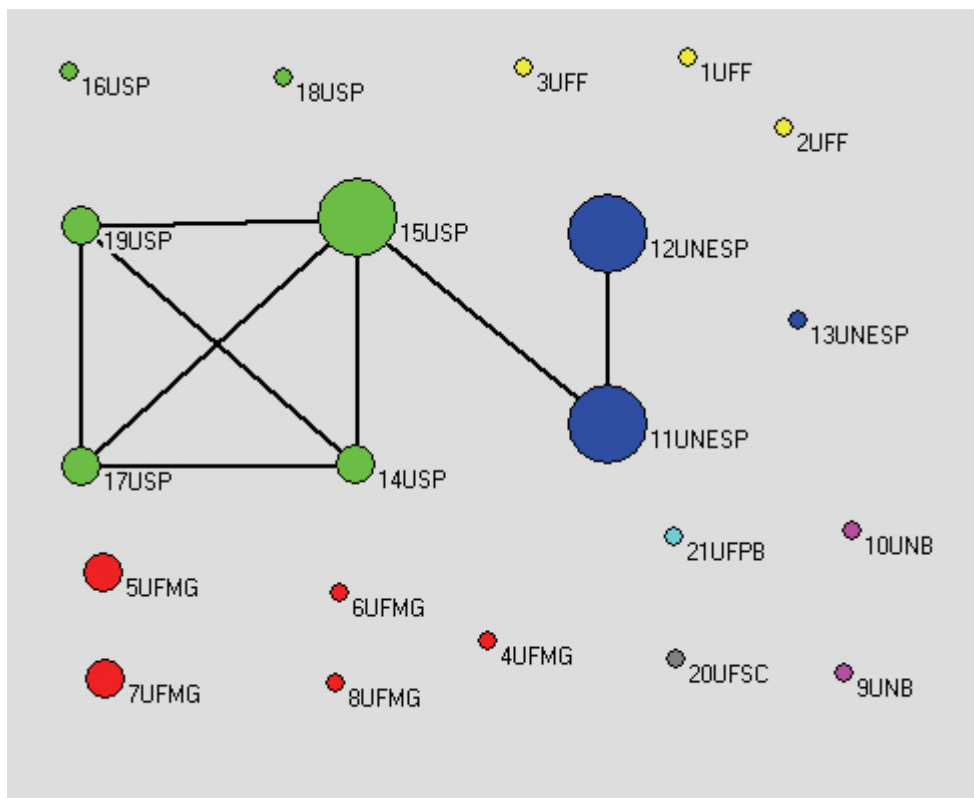 16USP
18USP
3UFF
1UFF
2UFF
19USP
15USP
12UNESP
13UNESP
11UNESP
17USP
14USP
21UFPB
10UNB
5UFMG
6UFMG
4UFMG
20UFSC
9UNB
7UFMG
8UFMG